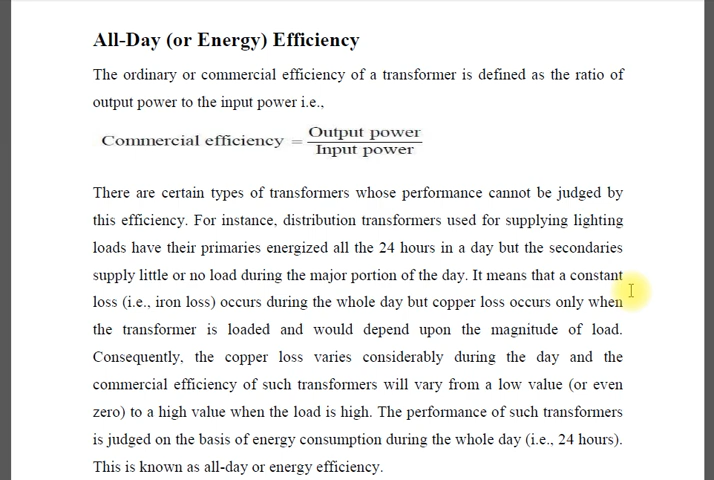 All-Day (or Energy) Efficiency
The ordinary or commercial efficiency of a transformer is defined as the ratio of
output power to the input power i.e.,
Commercial efficiency = Output power / Input power
There are certain types of transformers whose performance cannot be judged by
this efficiency. For instance, distribution transformers used for supplying lighting
loads have their primaries energized all the 24 hours in a day but the secondaries
supply little or no load during the major portion of the day. It means that a constant
loss (i.e., iron loss) occurs during the whole day but copper loss occurs only when
the transformer is loaded and would depend upon the magnitude of load.
Consequently, the copper loss varies considerably during the day and the
commercial efficiency of such transformers will vary from a low value (or even
zero) to a high value when the load is high. The performance of such transformers
is judged on the basis of energy consumption during the whole day (i.e., 24 hours).
This is known as all-day or energy efficiency.